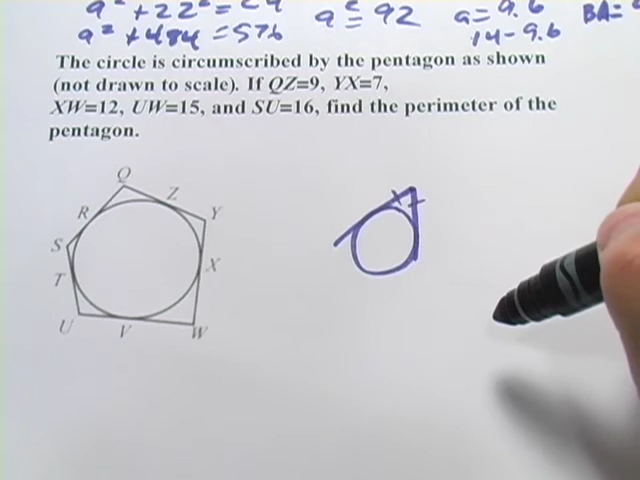 a² + 22² = 24
a² + 484 = 576
a² = 92
a = 9.6
14 - 9.6
BA =
The circle is circumscribed by the pentagon as shown
(not drawn to scale). If QZ=9, YX=7,
XW=12, UW=15, and SU=16, find the perimeter of the
pentagon.
Q
Z
R
Y
S
X
T
U
V
W